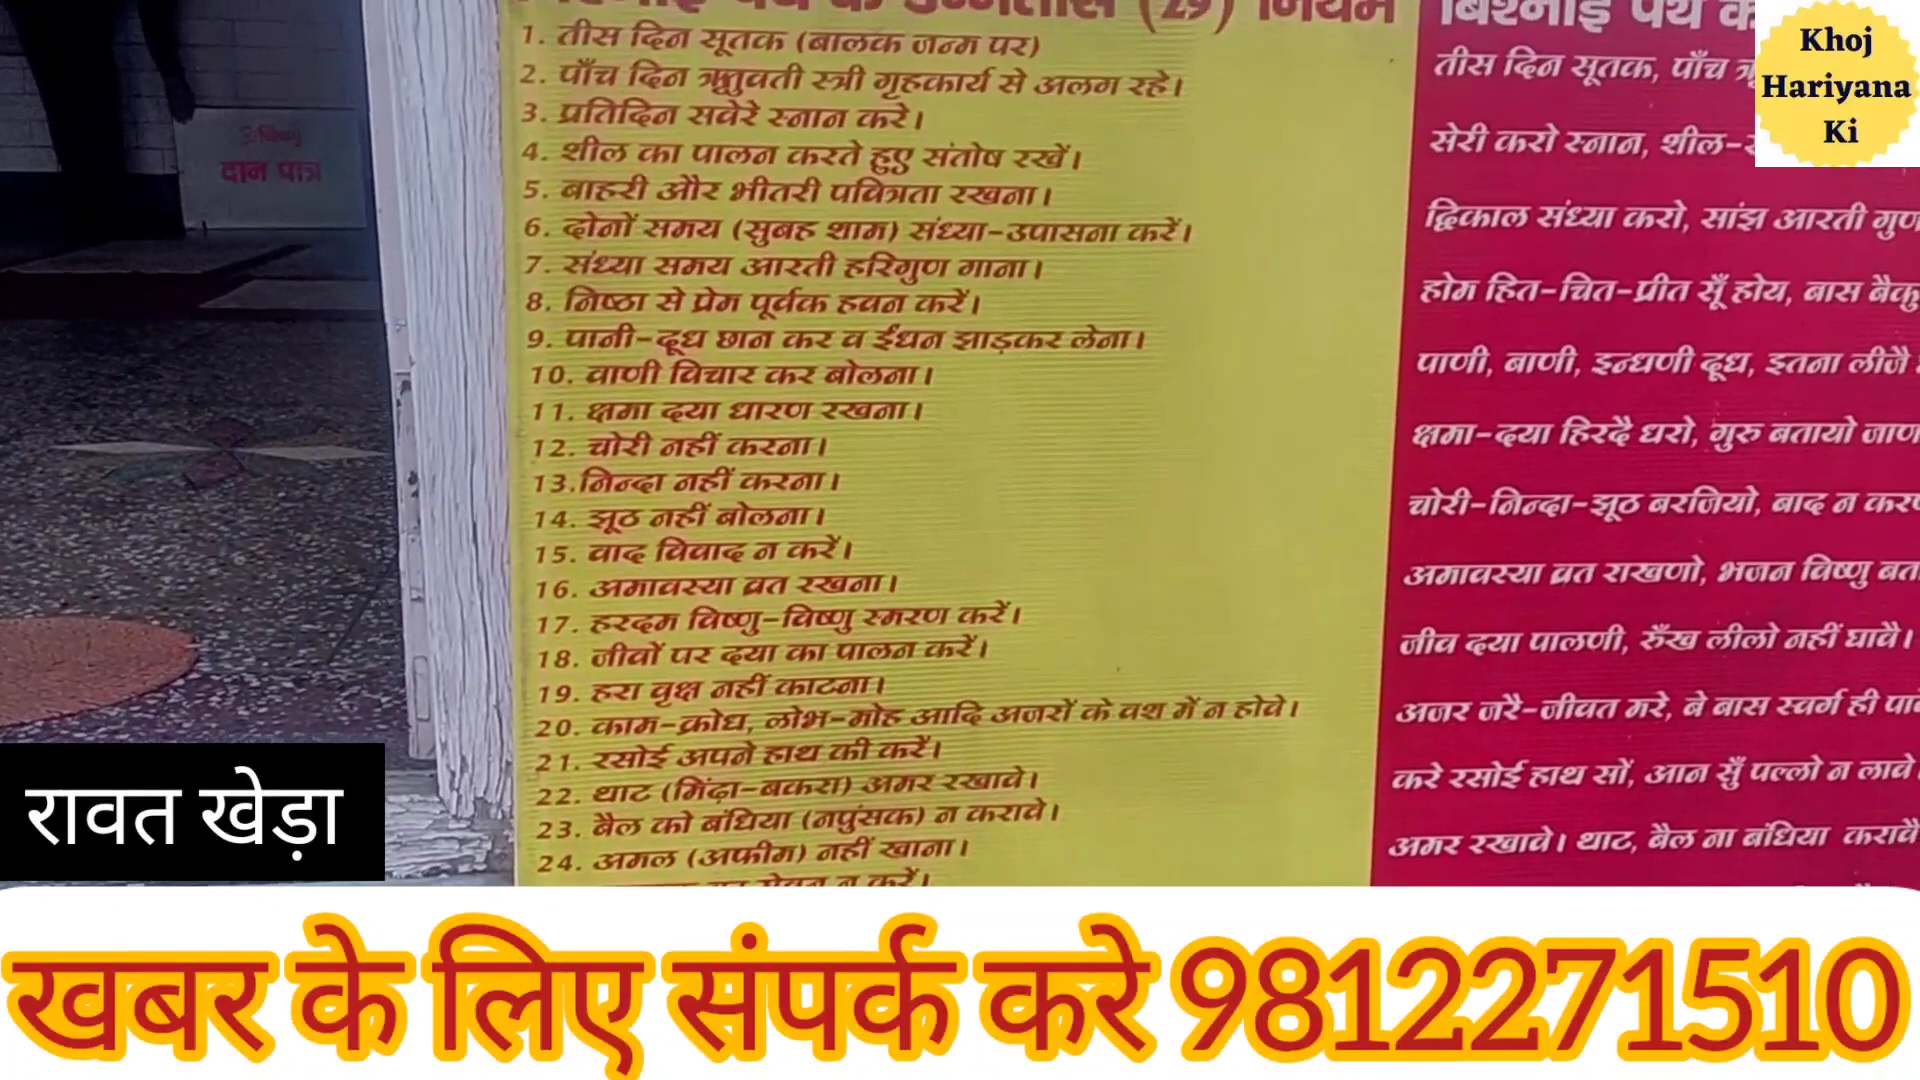 बिश्नोई पंथ के उन्नतीस (29) नियम
1. तीस दिन सूतक (बालक जन्म पर)
2. पाँच दिन ऋतुवती स्त्री गृहकार्य से अलग रहे।
3. प्रतिदिन सवेरे स्नान करे।
4. शील का पालन करते हुए संतोष रखें।
5. बाहरी और भीतरी पवित्रता रखना।
6. दोनों समय (सुबह शाम) संध्या-उपासना करें।
7. संध्या समय आरती हरिगुण गाना।
8. निष्ठा से प्रेम पूर्वक हवन करें।
9. पानी-दूध छान कर व ईंधन झाड़कर लेना।
10. वाणी विचार कर बोलना।
11. क्षमा दया धारण रखना।
12. चोरी नहीं करना।
13.निन्दा नहीं करना।
14. झूठ नहीं बोलना।
15. वाद विवाद न करें।
16. अमावस्या व्रत रखना।
17. हरदम विष्णु-विष्णु स्मरण करें।
18. जीवों पर दया का पालन करें।
19. हरा वृक्ष नहीं काटना।
20. काम-क्रोध, लोभ-मोह आदि अजरों के वश में न होवे।
21. रसोई अपने हाथ की करें।
22. थाट (मिंढ़ा-बकरा) अमर रखावे।
23. बैल को बंधिया (नपुंसक) न करावे।
24. अमल (अफीम) नहीं खाना।
सेवन न करें।
बिश्नोई पंथ के
तीस दिन सूतक, पाँच
सेरी करो स्नान, शील-
द्विकाल संध्या करो, सांझ आरती गुण
होम हित-चित-प्रीत सूँ होय, बास
पाणी, बाणी, इन्धणी दूध, इतना लीजै
क्षमा-दया हिरदै धरो, गुरु बतायो जाण
चोरी-निन्दा-झूठ बरजियो, बाद न
अमावस्या व्रत राखणो, भजन विष्णु
जीव दया पालणी, रुँख लीलो नहीं घावै।
अजर जरै-जीवत मरे, वे बास स्वर्ग ही
करे रसोई हाथ सों, आन सुँ पल्लो न लावे
अमर रखावे। थाट, बैल ना बंधिया करावै
दान पात्र
Khoj
Hariyana
Ki
रावत खेड़ा
खबर के लिए संपर्क करे 9812271510